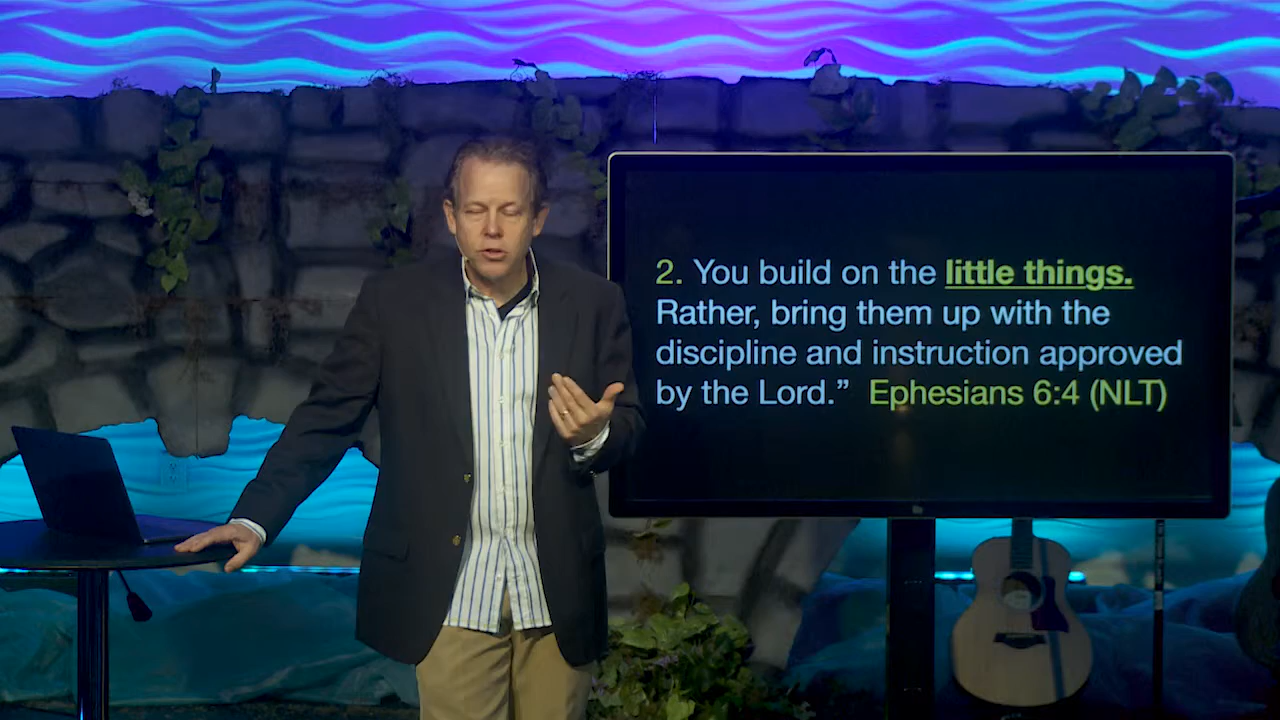 2. You build on the little things.
Rather, bring them up with the
discipline and instruction approved
by the Lord.”  Ephesians 6:4 (NLT)